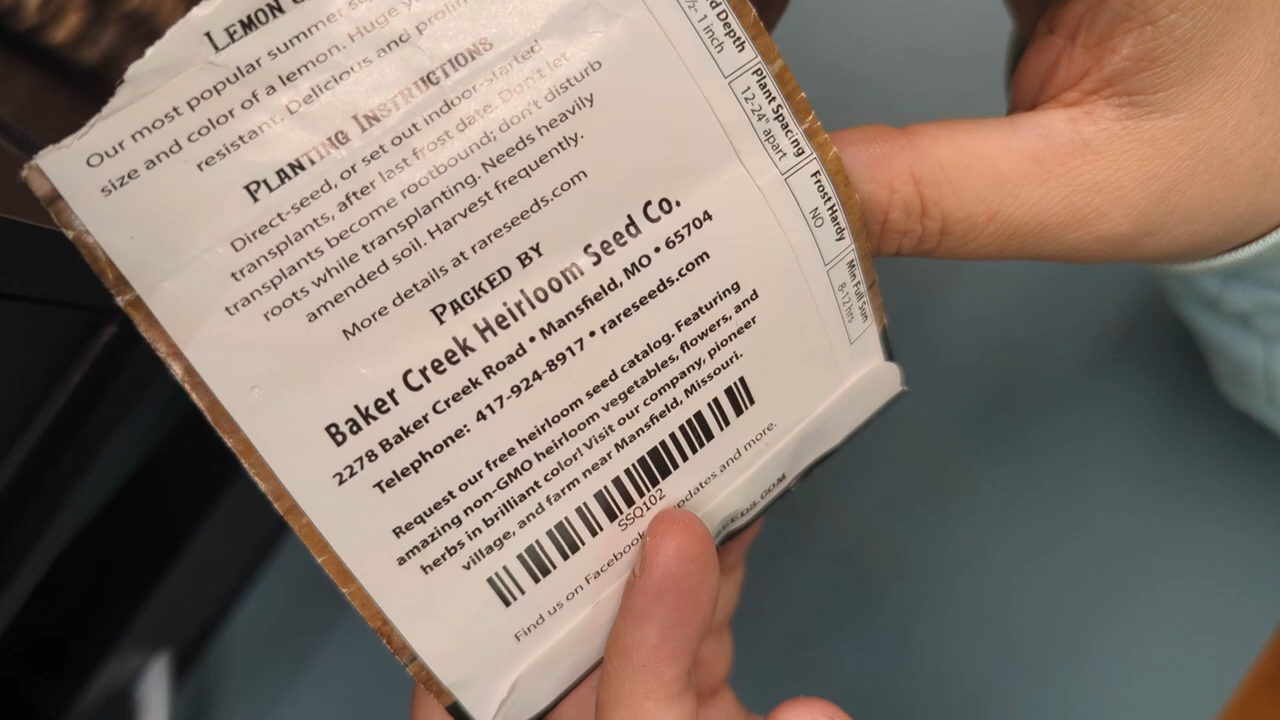 LEMON
Our most popular summer
size and color of a lemon. Huge
resistant. Delicious and
PLANTING INSTRUCTIONS
Direct-seed, or set out indoor-started
transplants, after last frost date. Don't let
transplants become rootbound; don't disturb
roots while transplanting. Needs heavily
amended soil. Harvest frequently.
More details at rareseeds.com
PACKED BY
Baker Creek Heirloom Seed Co.
2278 Baker Creek Road • Mansfield, MO • 65704
Telephone: 417-924-8917 • rareseeds.com
Request our free heirloom seed catalog. Featuring
amazing non-GMO heirloom vegetables, flowers, and
herbs in brilliant color! Visit our company, pioneer
village, and farm near Mansfield, Missouri.
SSQ102
Find us on Facebook updates and more.
Depth
1 inch
Plant Spacing
12-24" apart
Frost Hardy
NO
Min Full Sun
8-12 hrs